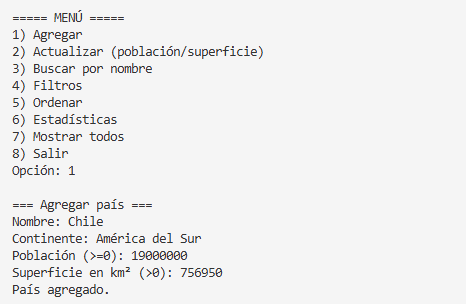 ===== MENÚ =====
1) Agregar
2) Actualizar (población/superficie)
3) Buscar por nombre
4) Filtros
5) Ordenar
6) Estadísticas
7) Mostrar todos
8) Salir
Opción: 1

=== Agregar país ===
Nombre: Chile
Continente: América del Sur
Población (>=0): 19000000
Superficie en km² (>0): 756950
País agregado.